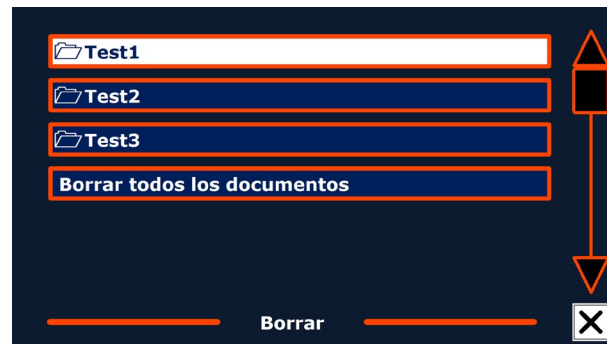 Test1
Test2
Test3
Borrar todos los documentos
Borrar